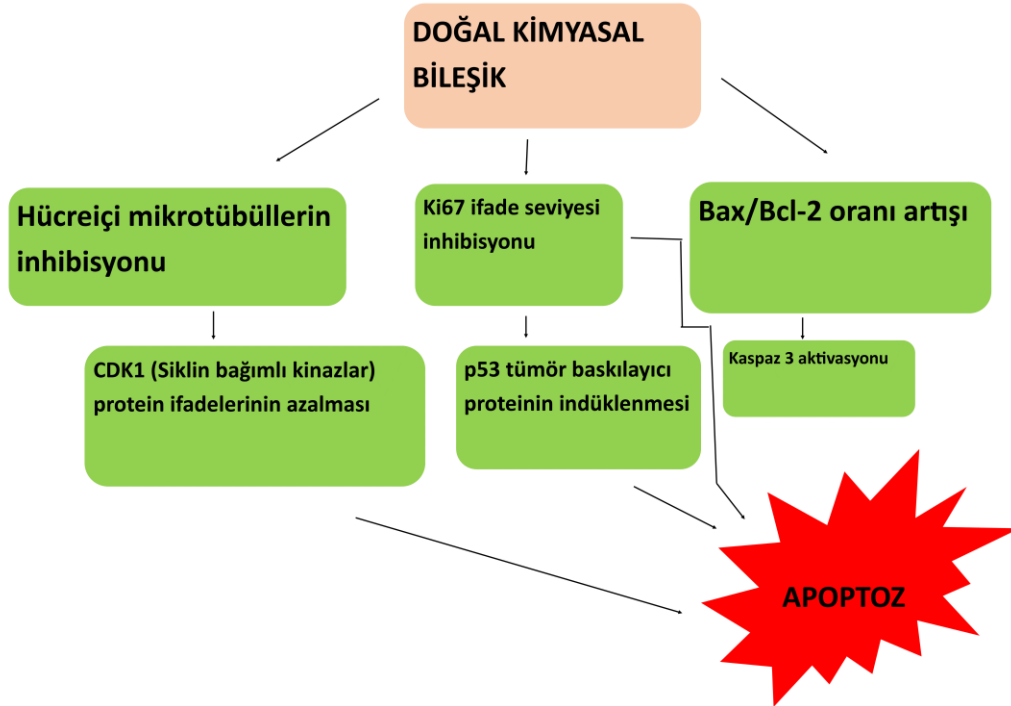 DOĞAL KİMYASAL
BİLEŞİK
Hücreiçi mikrotübüllerin
inhibisyonu
Ki67 ifade seviyesi
inhibisyonu
Bax/Bcl-2 oranı artışı
CDK1 (Siklin bağımlı kinazlar)
protein ifadelerinin azalması
p53 tümör baskılayıcı
proteinin indüklenmesi
Kaspaz 3 aktivasyonu
APOPTOZ